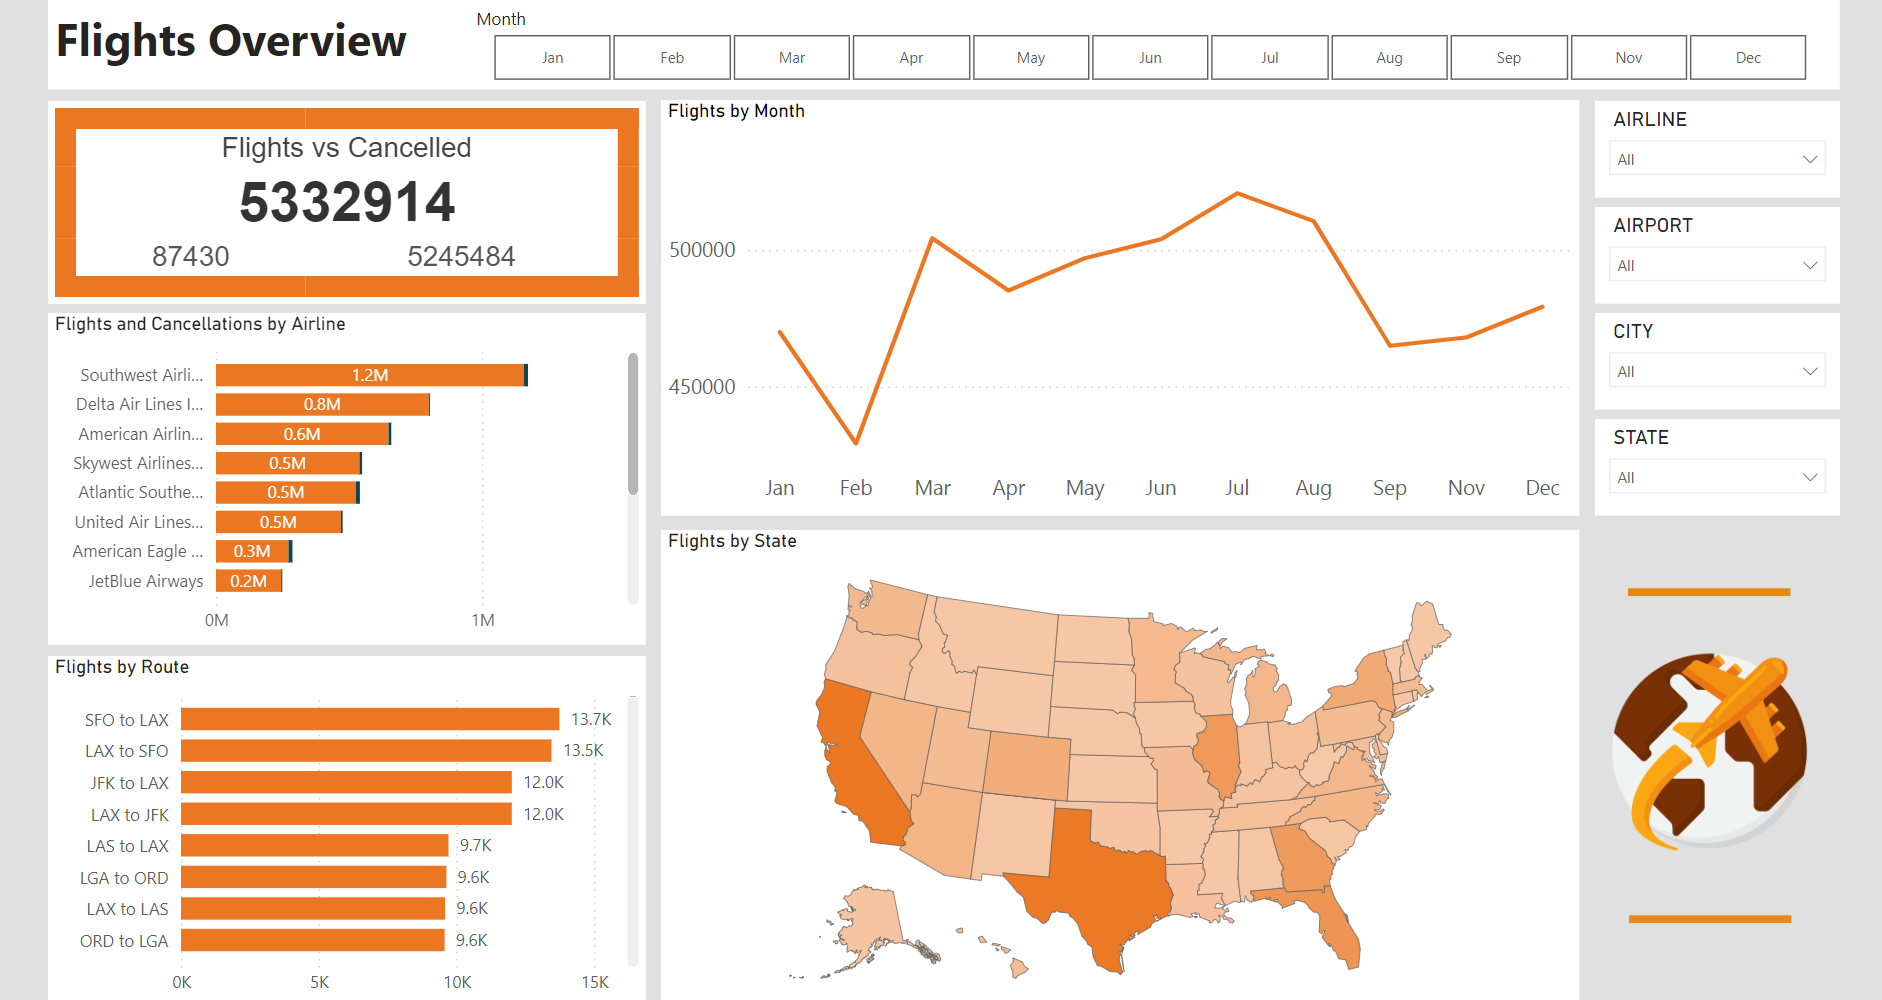 Flights Overview
Month
Jan
Feb
Mar
Apr
May
Jun
Jul
Aug
Sep
Nov
Dec
Flights vs Cancelled
5332914
87430 5245484
Flights and Cancellations by Airline
Southwest Airli... 1.2M
Delta Air Lines I... 0.8M
American Airlin... 0.6M
Skywest Airlines... 0.5M
Atlantic Southe... 0.5M
United Air Lines... 0.5M
American Eagle ... 0.3M
JetBlue Airways 0.2M
0M 1M
Flights by Route
SFO to LAX 13.7K
LAX to SFO 13.5K
JFK to LAX 12.0K
LAX to JFK 12.0K
LAS to LAX 9.7K
LGA to ORD 9.6K
LAX to LAS 9.6K
ORD to LGA 9.6K
0K 5K 10K 15K
Flights by Month
500000
450000
Jan Feb Mar Apr May Jun Jul Aug Sep Nov Dec
Flights by State
AIRLINE
All
AIRPORT
All
CITY
All
STATE
All